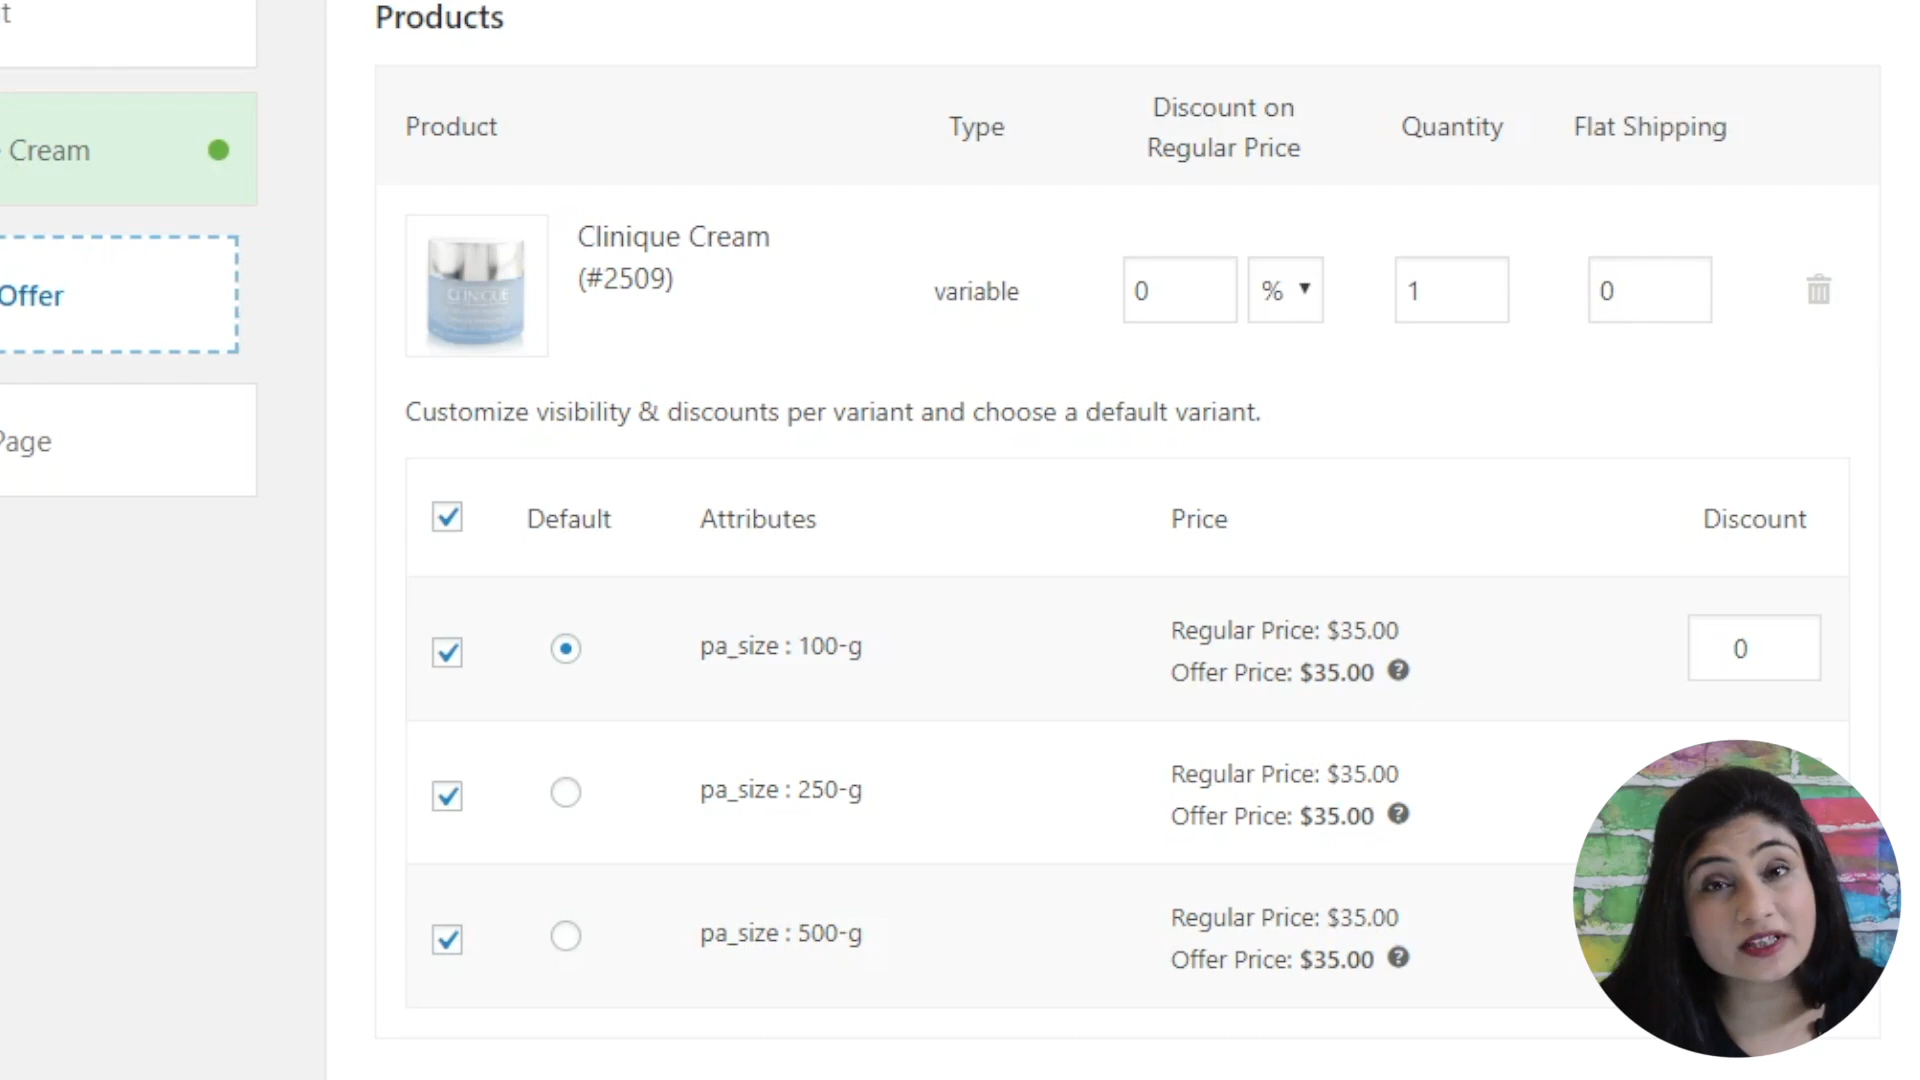 t
Cream
Offer
Page
Products
Product
Type
Discount on
Regular Price
Quantity
Flat Shipping
CLINIQUE
Clinique Cream
(#2509)
variable
0
%
1
0
Customize visibility & discounts per variant and choose a default variant.
Default
Attributes
Price
Discount
pa_size : 100-g
Regular Price: $35.00
Offer Price: $35.00
0
pa_size : 250-g
Regular Price: $35.00
Offer Price: $35.00
pa_size : 500-g
Regular Price: $35.00
Offer Price: $35.00